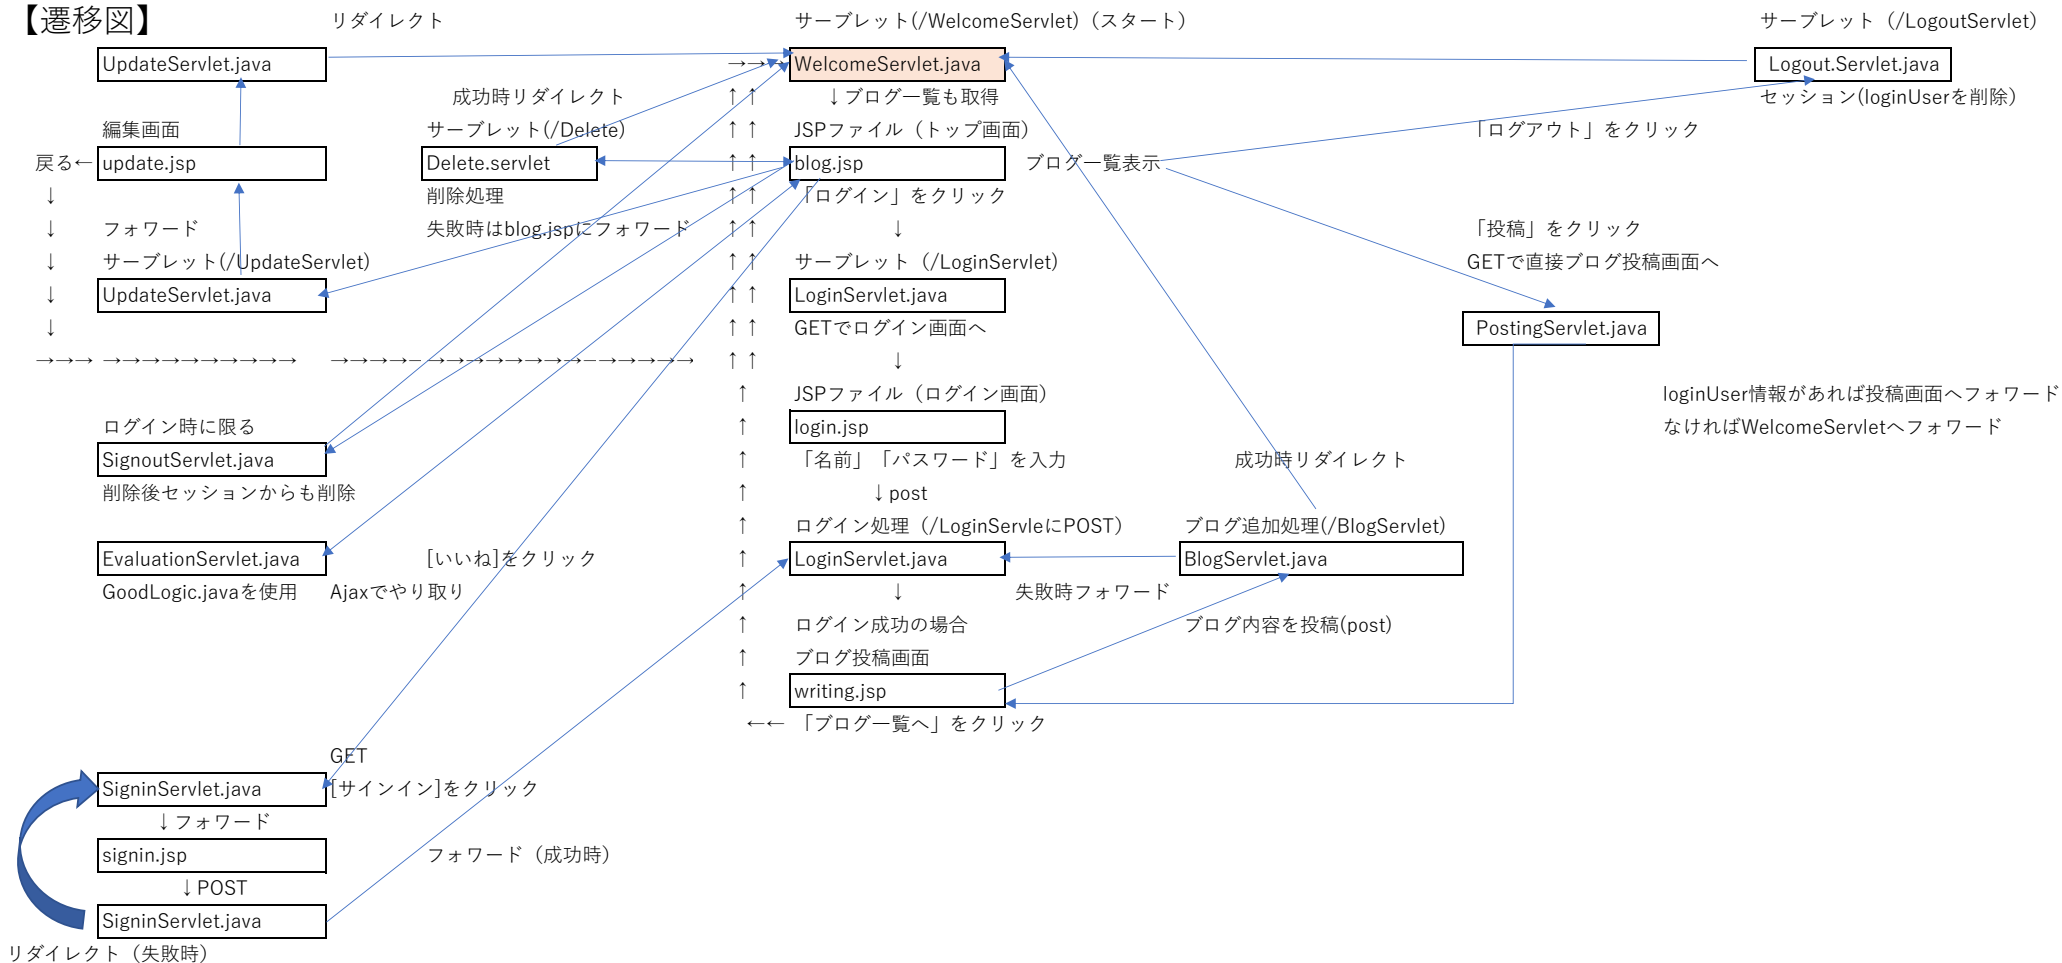 【遷移図】
リダイレクト
サーブレット(/WelcomeServlet)（スタート）
サーブレット（/LogoutServlet）
UpdateServlet.java
→→→
WelcomeServlet.java
Logout.Servlet.java
成功時リダイレクト
↑↑
↓ブログ一覧も取得
セッション(loginUserを削除）
編集画面
サーブレット(/Delete)
↑↑
JSPファイル（トップ画面）
「ログアウト」をクリック
戻る←
update.jsp
Delete.servlet
↑↑
blog.jsp
ブログ一覧表示
↓
削除処理
↑↑
「ログイン」をクリック
↓
フォワード
失敗時はblog.jspにフォワード
↑↑
↓
「投稿」をクリック
↓
サーブレット(/UpdateServlet)
↑↑
サーブレット（/LoginServlet）
GETで直接ブログ投稿画面へ
↓
UpdateServlet.java
↑↑
LoginServlet.java
↓
↑↑
GETでログイン画面へ
PostingServlet.java
→→→ →→→→→→→→→→ →→→→→→→→→→→→→→→→→→→
↑↑
↓
↑
JSPファイル（ログイン画面）
loginUser情報があれば投稿画面へフォワード
ログイン時に限る
↑
login.jsp
なければWelcomeServletへフォワード
SignoutServlet.java
↑
「名前」「パスワード」を入力
成功時リダイレクト
削除後セッションからも削除
↑
↓post
↑
ログイン処理（/LoginServleにPOST）
ブログ追加処理(/BlogServlet)
EvaluationServlet.java
[いいね]をクリック
↑
LoginServlet.java
BlogServlet.java
GoodLogic.javaを使用
Ajaxでやり取り
↑
↓
失敗時フォワード
↑
ログイン成功の場合
ブログ内容を投稿(post)
↑
ブログ投稿画面
↑
writing.jsp
←←
「ブログ一覧へ」をクリック
GET
SigninServlet.java
[サインイン]をクリック
↓フォワード
signin.jsp
フォワード（成功時）
↓POST
SigninServlet.java
リダイレクト（失敗時）